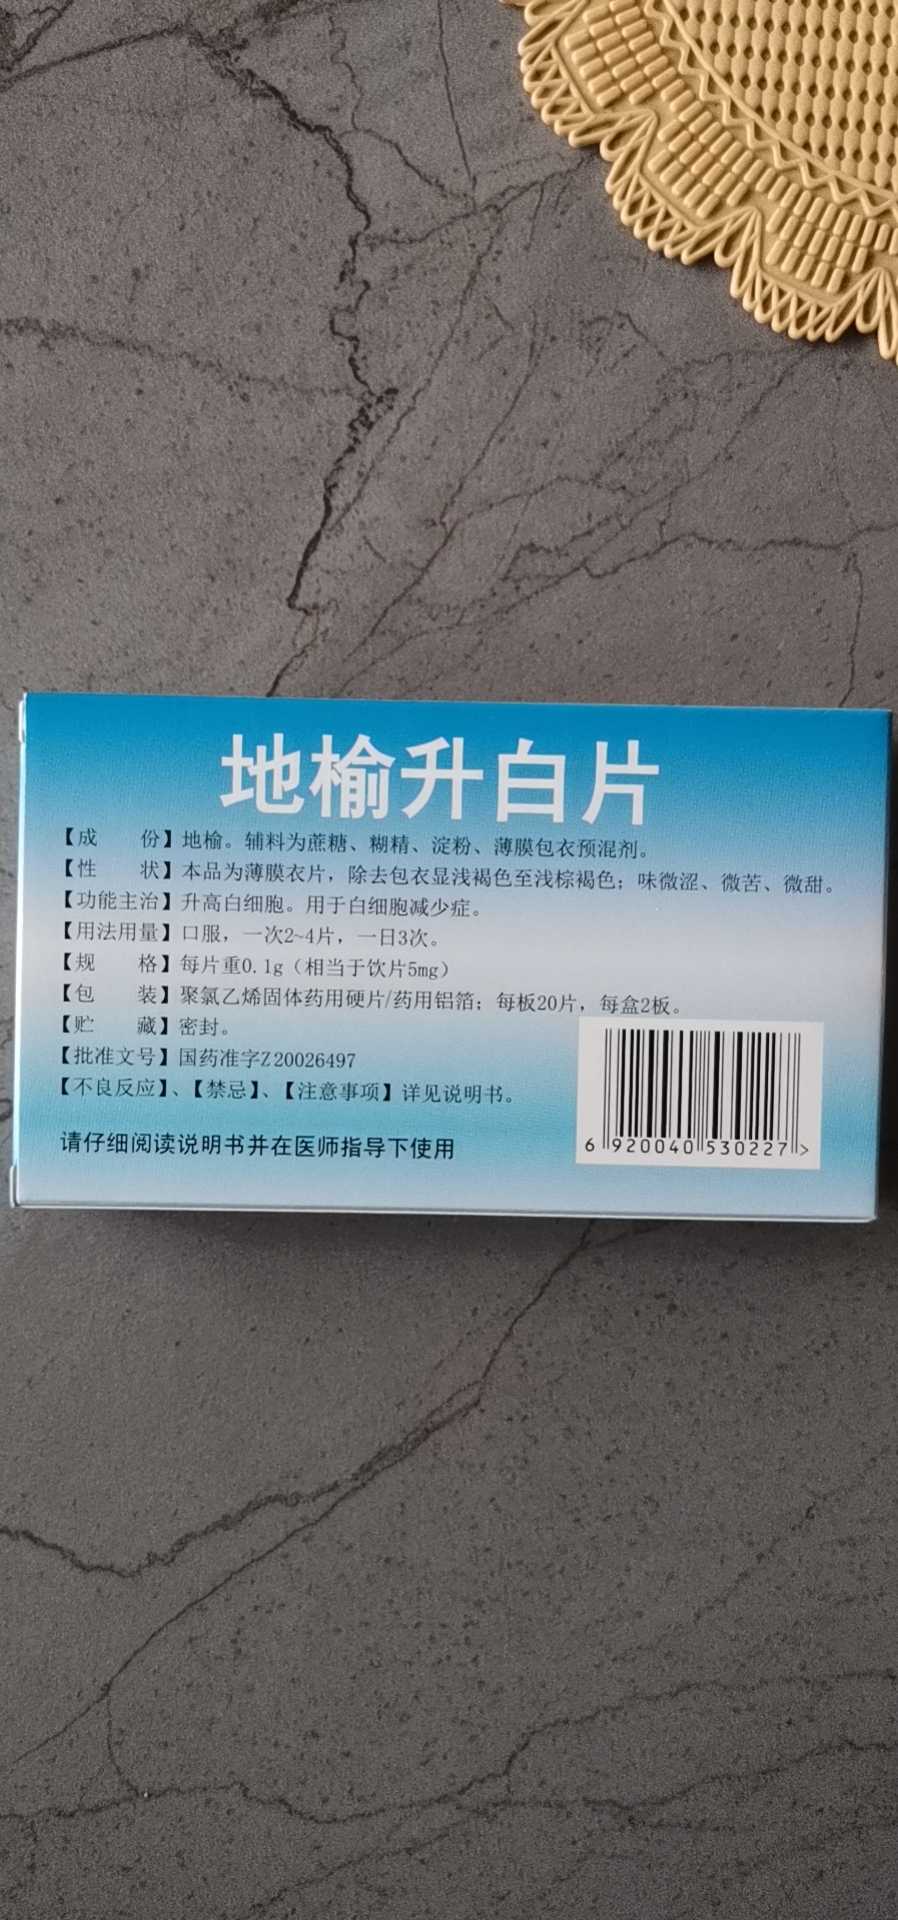 地榆升白片
【成　　份】地榆。辅料为蔗糖、糊精、淀粉、薄膜包衣预混剂。
【性　　状】本品为薄膜衣片，除去包衣显浅褐色至浅棕褐色；味微涩、微苦、微甜。
【功能主治】升高白细胞。用于白细胞减少症。
【用法用量】口服，一次2~4片，一日3次。
【规　　格】每片重0.1g（相当于饮片5mg）
【包　　装】聚氯乙烯固体药用硬片/药用铝箔；每板20片，每盒2板。
【贮　　藏】密封。
【批准文号】国药准字Z20026497
【不良反应】、【禁忌】、【注意事项】详见说明书。
请仔细阅读说明书并在医师指导下使用
6 920040 530227 >